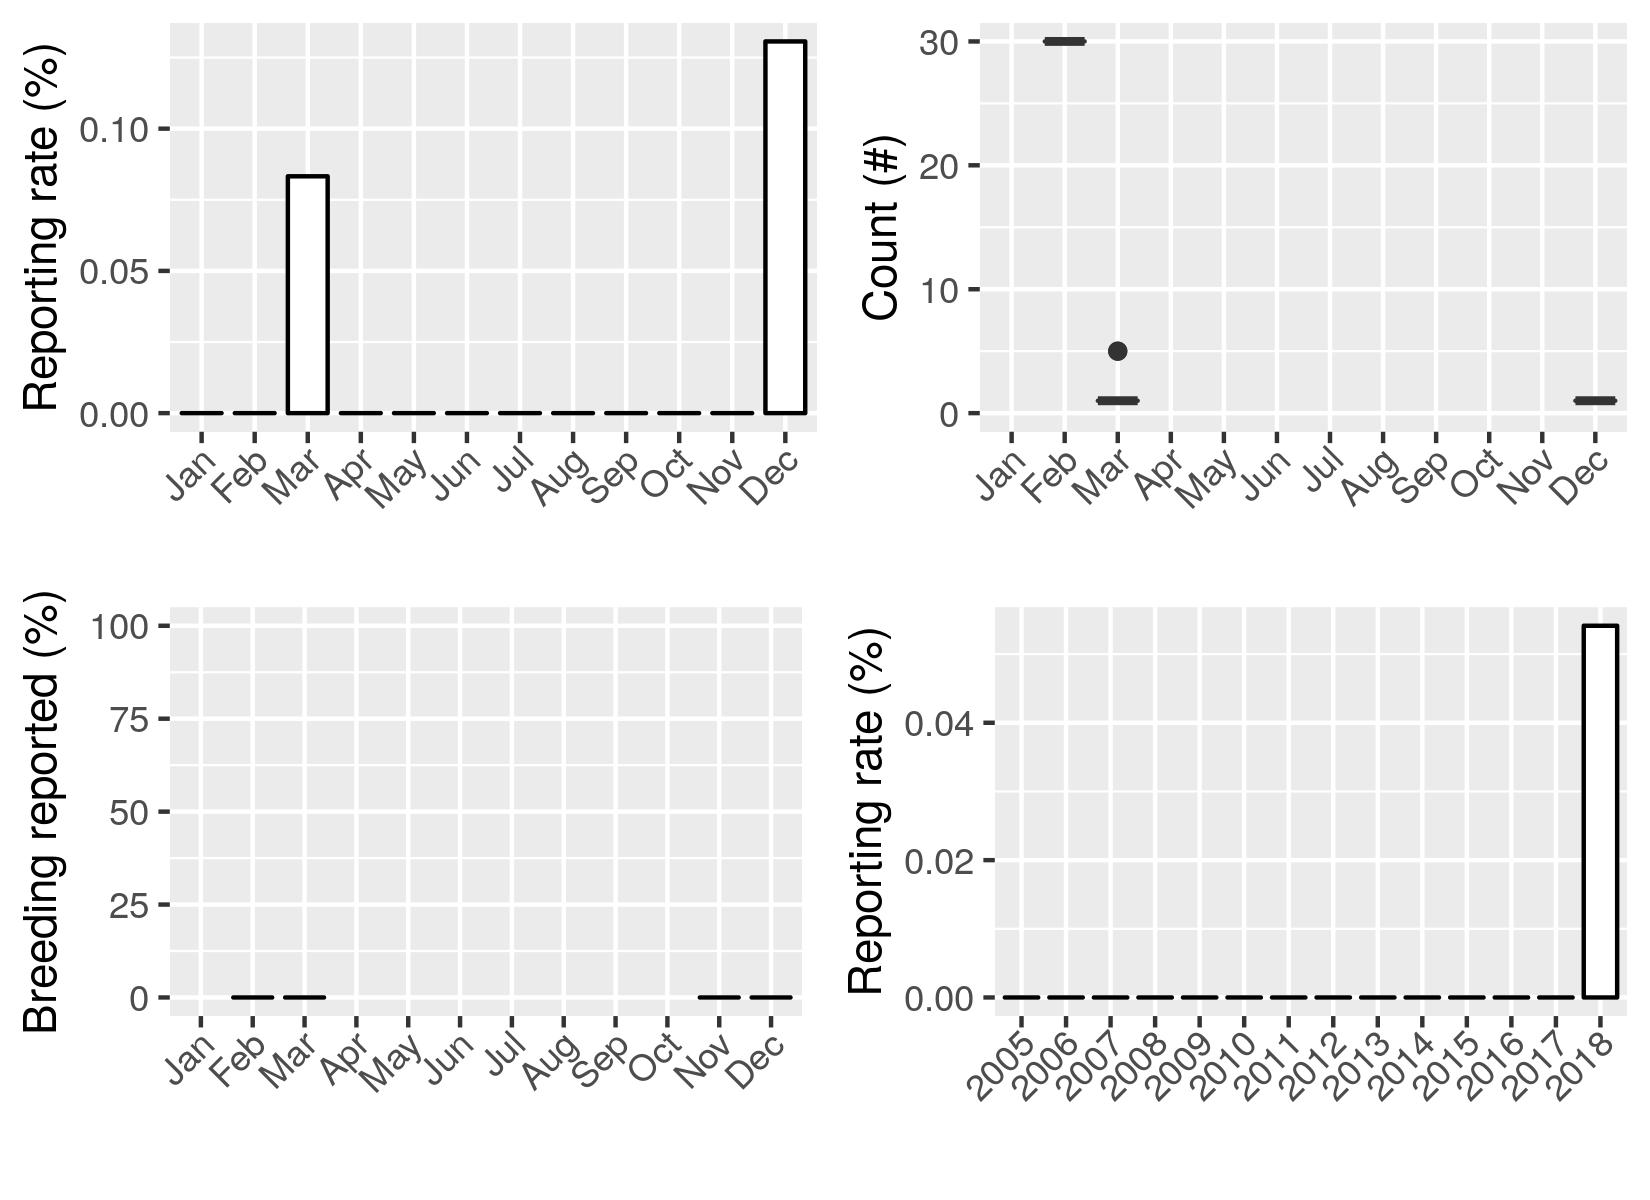 Reporting rate (%)
0.10
0.05
0.00
Jan Feb Mar Apr May Jun Jul Aug Sep Oct Nov Dec
Count (#)
30
20
10
0
Jan Feb Mar Apr May Jun Jul Aug Sep Oct Nov Dec
Breeding reported (%)
100
75
50
25
0
Jan Feb Mar Apr May Jun Jul Aug Sep Oct Nov Dec
Reporting rate (%)
0.04
0.02
0.00
2005 2006 2007 2008 2009 2010 2011 2012 2013 2014 2015 2016 2017 2018